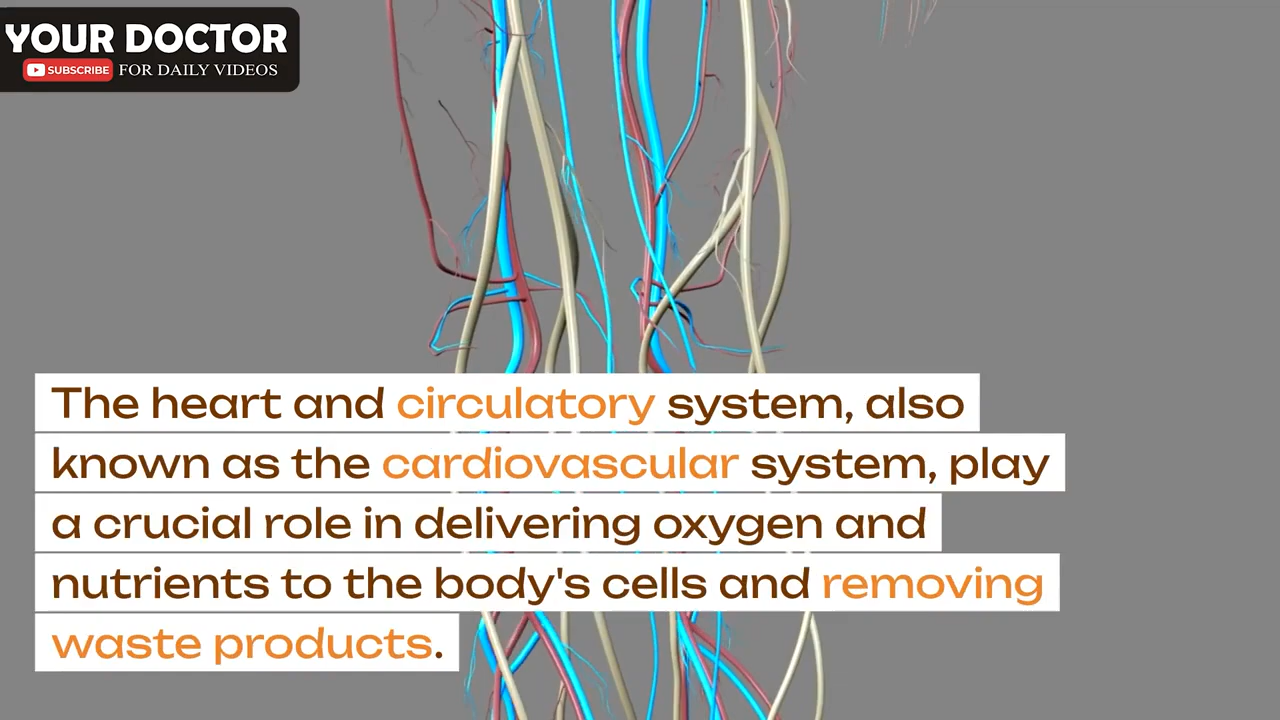 YOUR DOCTOR
SUBSCRIBE FOR DAILY VIDEOS
The heart and circulatory system, also
known as the cardiovascular system, play
a crucial role in delivering oxygen and
nutrients to the body's cells and removing
waste products.